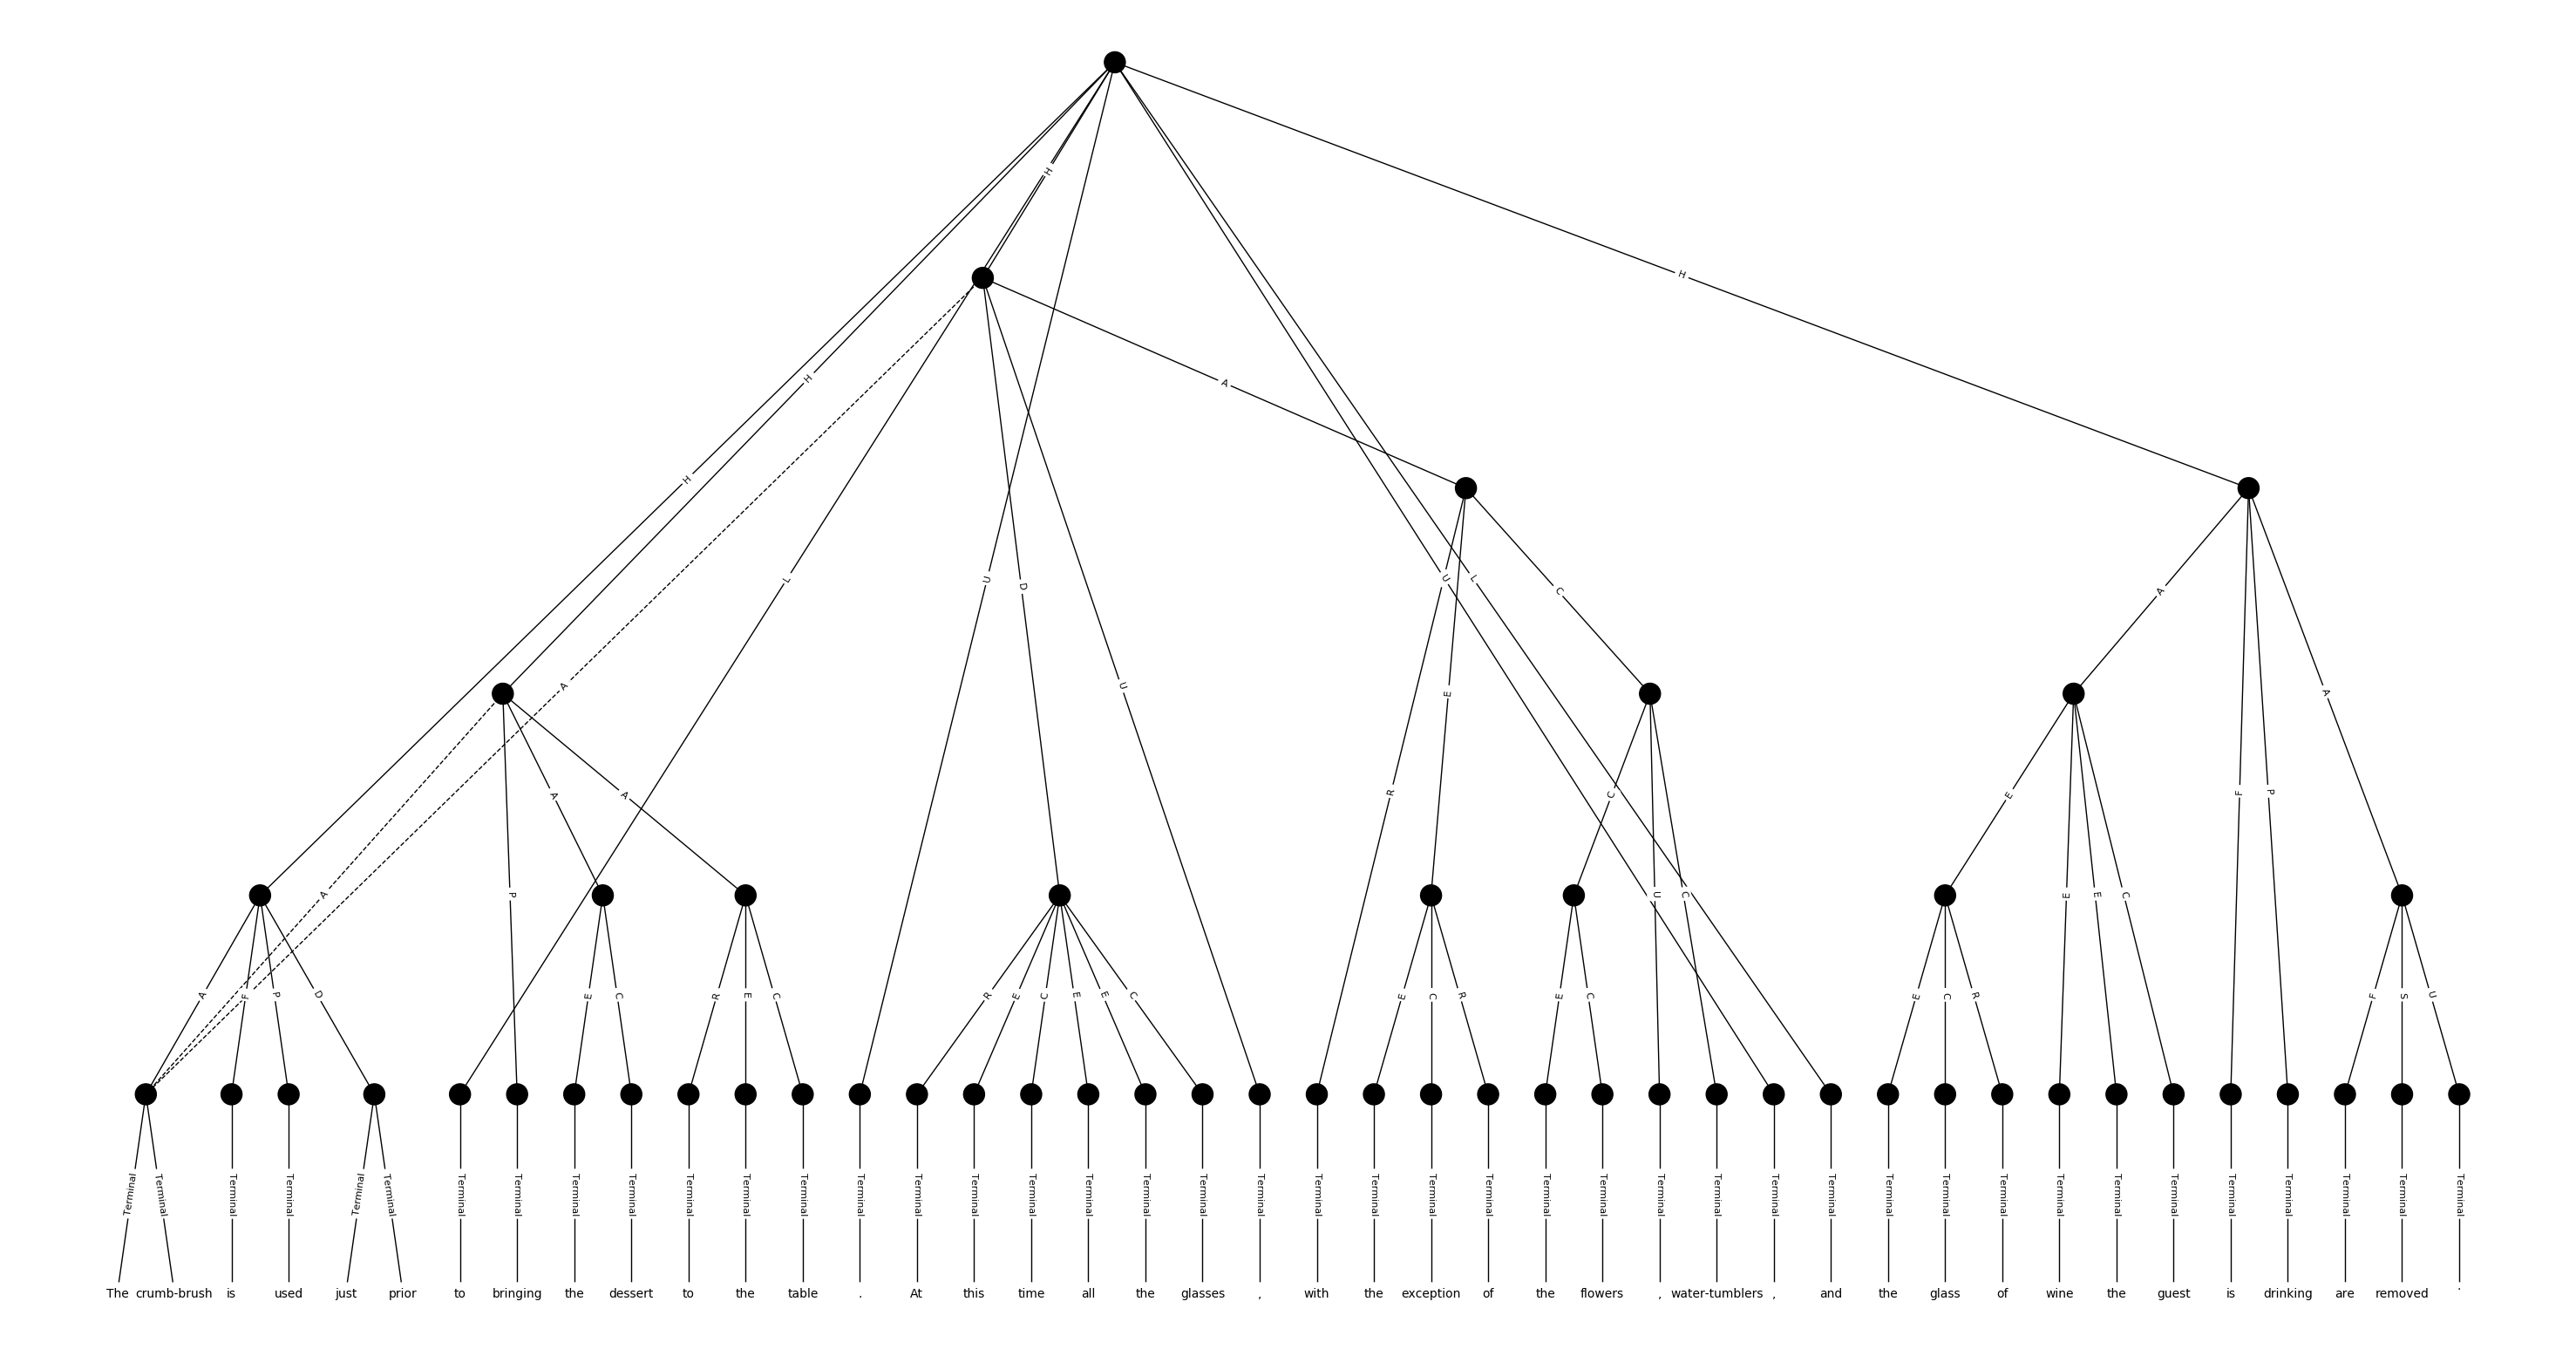 H
H
A
H
H
L
U
D
U
L
C
A
A
A
U
R
E
A
A
A
P
C
F
P
E
A
U
C
E
E
C
A
F
P
D
E
C
R
E
C
R
E
C
E
E
C
E
C
R
E
C
E
C
R
F
S
U
Terminal Terminal Terminal Terminal Terminal Terminal Terminal Terminal Terminal Terminal Terminal Terminal Terminal Terminal Terminal Terminal Terminal Terminal Terminal Terminal Terminal Terminal Terminal Terminal Terminal Terminal Terminal Terminal Terminal Terminal Terminal Terminal Terminal Terminal Terminal Terminal Terminal Terminal Terminal Terminal Terminal Terminal
The crumb-brush is used just prior to bringing the dessert to the table . At this time all the glasses , with the exception of the flowers , water-tumblers , and the glass of wine the guest is drinking are removed .